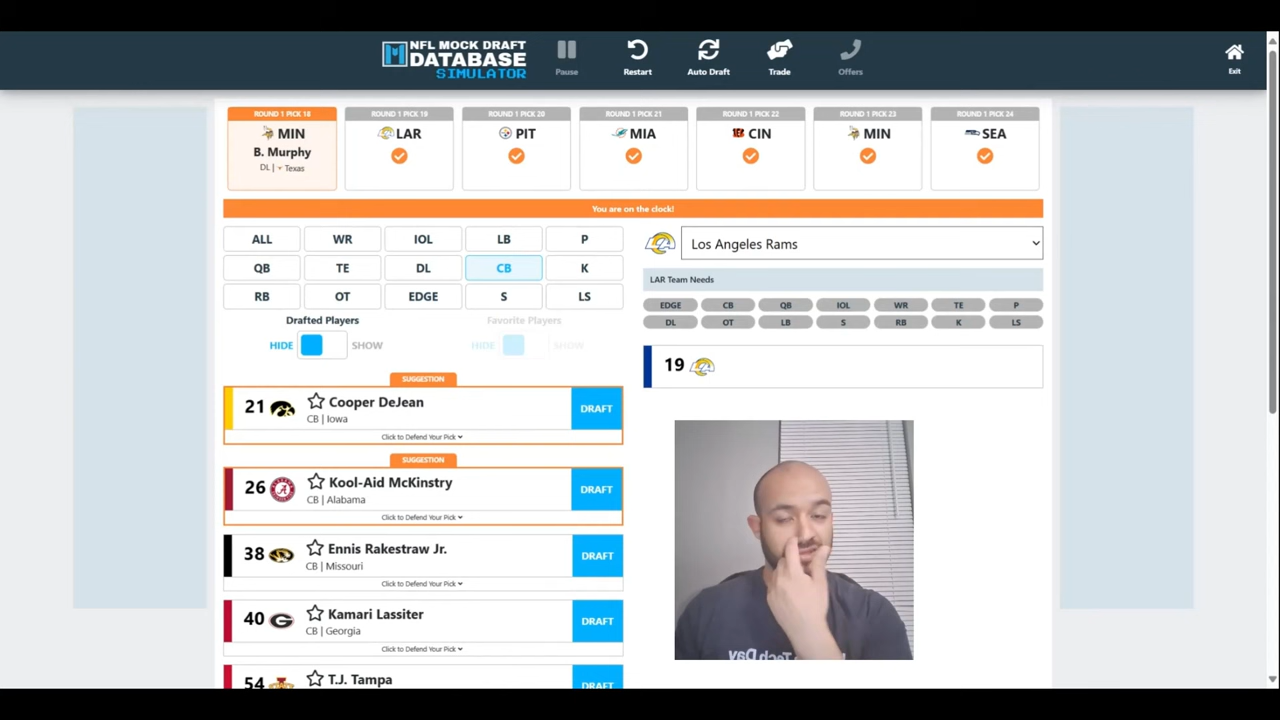 NFL MOCK DRAFT
DATABASE
SIMULATOR
Pause
Restart
Auto Draft
Trade
Offers
Exit
ROUND 1 PICK 18
MIN
B. Murphy
DL | Texas
ROUND 1 PICK 19
LAR
ROUND 1 PICK 20
PIT
ROUND 1 PICK 21
MIA
ROUND 1 PICK 22
CIN
ROUND 1 PICK 23
MIN
ROUND 1 PICK 24
SEA
You are on the clock!
ALL WR IOL LB P
QB TE DL CB K
RB OT EDGE S LS
Drafted Players
HIDE SHOW
Favorite Players
HIDE SHOW
SUGGESTION
21 Cooper DeJean
CB | Iowa
DRAFT
Click to Defend Your Pick
SUGGESTION
26 Kool-Aid McKinstry
CB | Alabama
DRAFT
Click to Defend Your Pick
38 Ennis Rakestraw Jr.
CB | Missouri
DRAFT
Click to Defend Your Pick
40 Kamari Lassiter
CB | Georgia
DRAFT
Click to Defend Your Pick
54 T.J. Tampa
DRAFT
Los Angeles Rams
LAR Team Needs
EDGE CB QB IOL WR TE P
DL OT LB S RB K LS
19
Tech Day